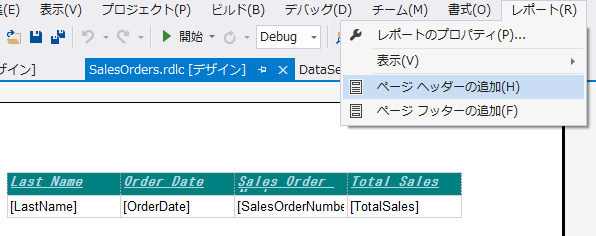 (E) 表示(V) プロジェクト(P) ビルド(B) デバッグ(D) チーム(M) 書式(O) レポート(R)
開始 Debug
ザイン] SalesOrders.rdlc [デザイン] DataSe
レポートのプロパティ(P)...
表示(V)
ページ ヘッダーの追加(H)
ページ フッターの追加(F)
Last Name Order Date Sales Order Total Sales
[LastName] [OrderDate] [SalesOrderNumbe [TotalSales]